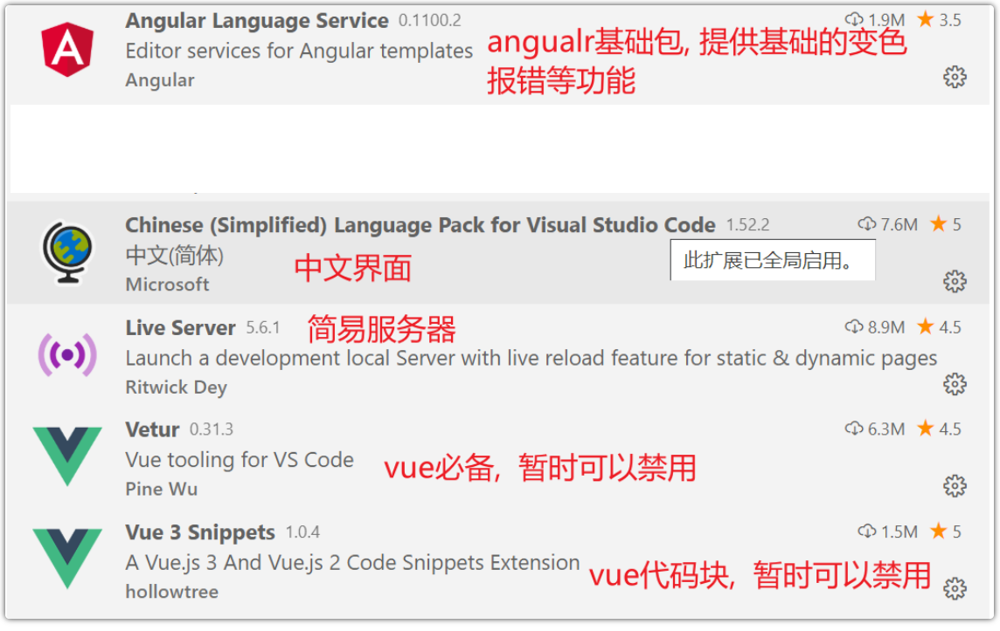 Angular Language Service 0.1100.2 1.9M 3.5
Editor services for Angular templates
Angular
angualr基础包, 提供基础的变色
报错等功能
Chinese (Simplified) Language Pack for Visual Studio Code 1.52.2 7.6M 5
中文(简体)
Microsoft
中文界面
此扩展已全局启用。
Live Server 5.6.1 简易服务器 8.9M 4.5
Launch a development local Server with live reload feature for static & dynamic pages
Ritwick Dey
Vetur 0.31.3 6.3M 4.5
Vue tooling for VS Code
Pine Wu
vue必备, 暂时可以禁用
Vue 3 Snippets 1.0.4 1.5M 5
A Vue.js 3 And Vue.js 2 Code Snippets Extension
hollowtree
vue代码块, 暂时可以禁用